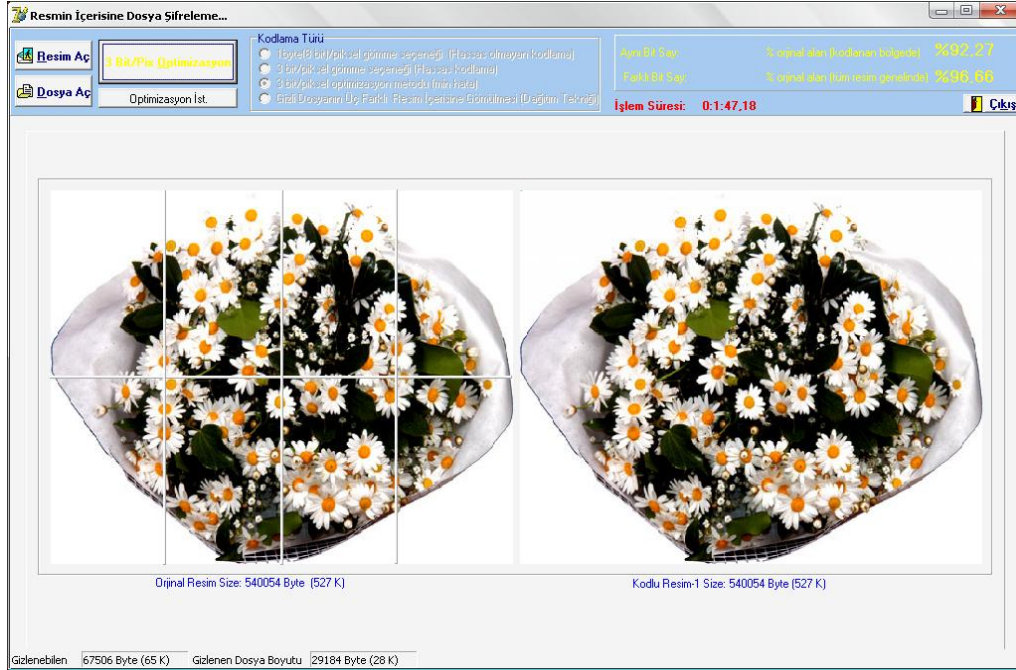 Resmin İçerisine Dosya Şifreleme...
Resim Aç
Dosya Aç
3 Bit/Pix Optimizasyon
Optimizasyon İst.
Kodlama Türü
1byte(8 bit)/piksel gömme seçeneği (Hassas olmayan kodlama)
3 bit/piksel gömme seçeneği (Hassas kodlama)
3 bit/piksel optimizasyon metodu (min hata)
Gizli Dosyanın Üç Farklı Resim İçerisine Gömülmesi (Dağıtım Tekniği)
Aynı Bit Say: % orjinal alan (kodlanan bölgede) %92,27
Farklı Bit Say: % orjinal alan (tüm resim genelinde) %96,66
İşlem Süresi: 0:1:47,18
Çıkış
Orjinal Resim Size: 540054 Byte (527 K)
Kodlu Resim-1 Size: 540054 Byte (527 K)
Gizlenebilen 67506 Byte (65 K) Gizlenen Dosya Boyutu 29184 Byte (28 K)